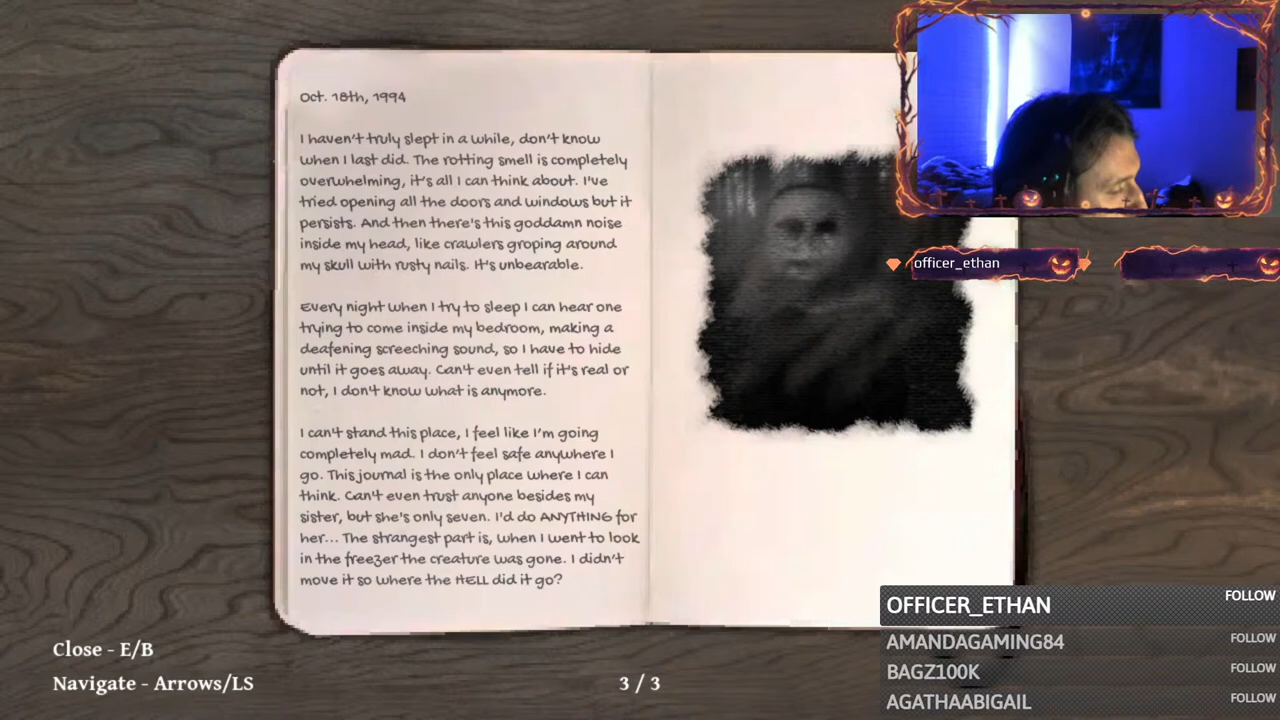 Oct. 18th, 1994
I haven't truly slept in a while, don't know
when I last did. The rotting smell is completely
overwhelming, it's all I can think about. I've
tried opening all the doors and windows but it
persists. And then there's this goddamn noise
inside my head, like crawlers groping around
my skull with rusty nails. It's unbearable.
Every night when I try to sleep I can hear one
trying to come inside my bedroom, making a
deafening screeching sound, so I have to hide
until it goes away. Can't even tell if it's real or
not, I don't know what is anymore.
I can't stand this place, I feel like I'm going
completely mad. I don't feel safe anywhere I
go. This journal is the only place where I can
think. Can't even trust anyone besides my
sister, but she's only seven. I'd do ANYTHING for
her... The strangest part is, when I went to look
in the freezer the creature was gone. I didn't
move it so where the HELL did it go?
officer_ethan
OFFICER_ETHAN FOLLOW
AMANDAGAMING84 FOLLOW
BAGZ100K FOLLOW
AGATHAABIGAIL FOLLOW
Close - E/B
Navigate - Arrows/LS
3 / 3